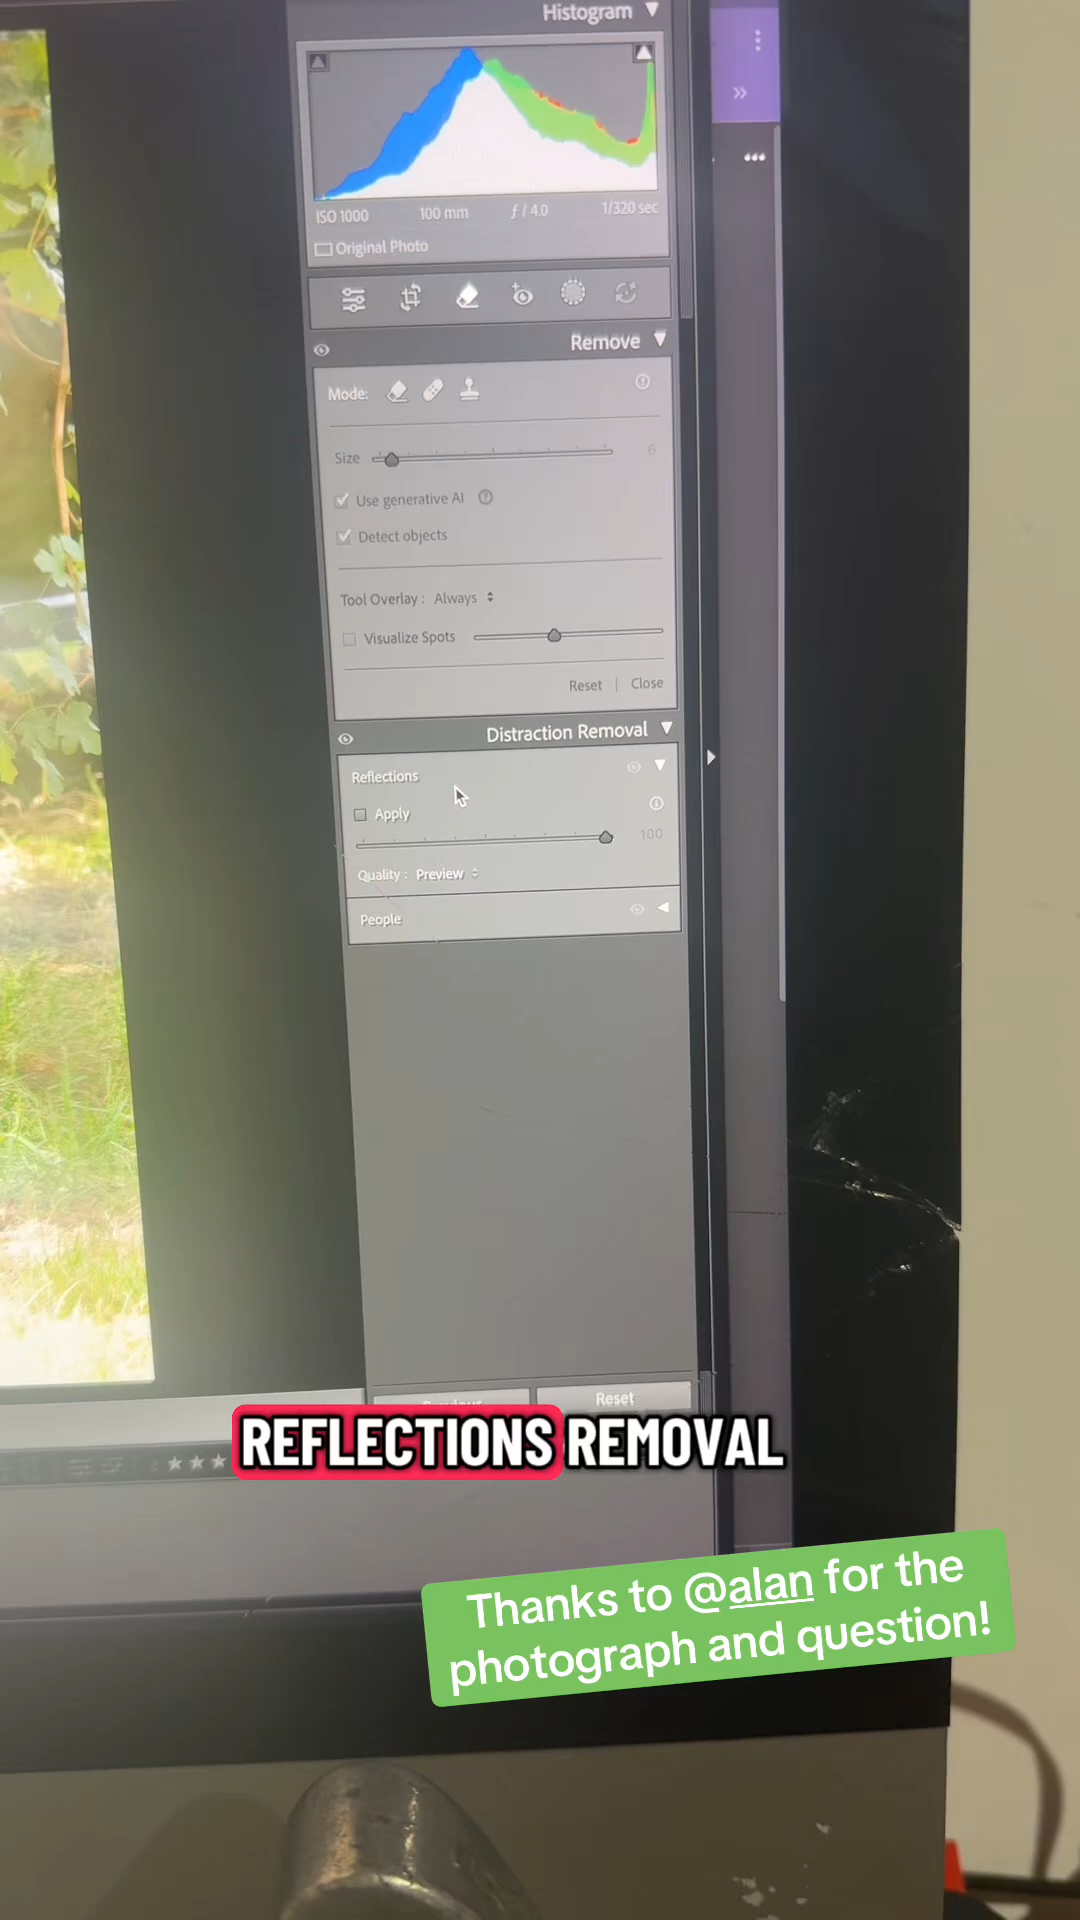 Histogram
ISO 1000 100 mm ƒ / 4.0 1/320 sec
Original Photo
Remove
Mode:
Size 6
Use generative AI
Detect objects
Tool Overlay : Always
Visualize Spots
Reset | Close
Distraction Removal
Reflections
Apply
100
Quality : Preview
People
Reset
REFLECTIONS REMOVAL
Thanks to @alan for the
photograph and question!